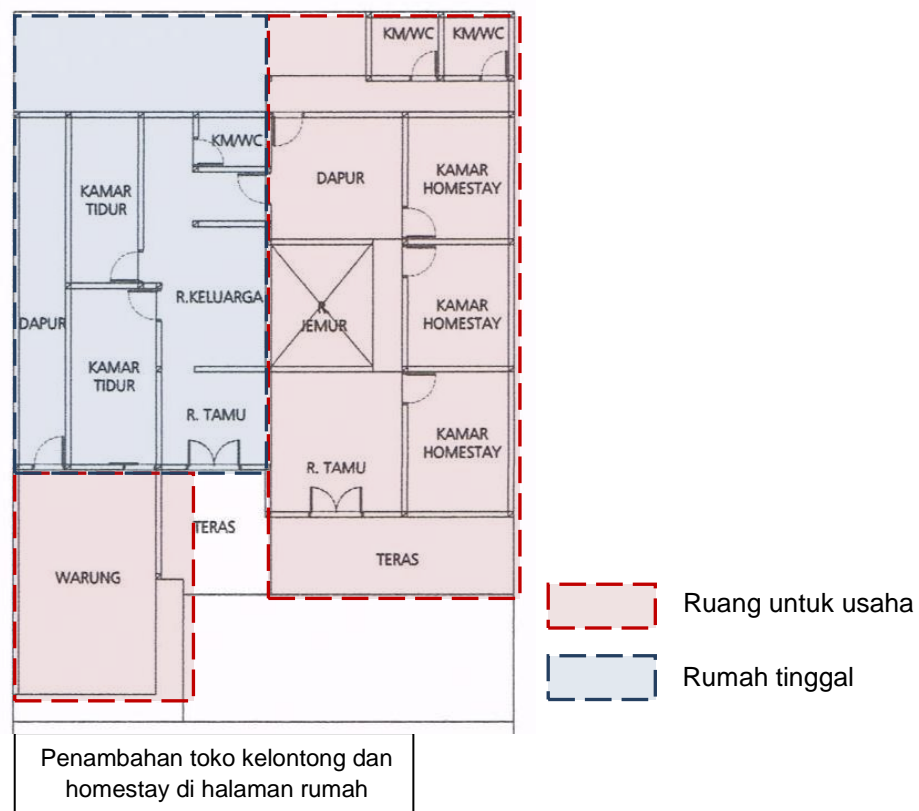 KM/WC
KM/WC
KM/WC
DAPUR
KAMAR
HOMESTAY
KAMAR
TIDUR
R.KELUARGA
R.
JEMUR
KAMAR
HOMESTAY
DAPUR
KAMAR
TIDUR
R. TAMU
KAMAR
HOMESTAY
R. TAMU
TERAS
TERAS
WARUNG
Ruang untuk usaha
Rumah tinggal
Penambahan toko kelontong dan
homestay di halaman rumah